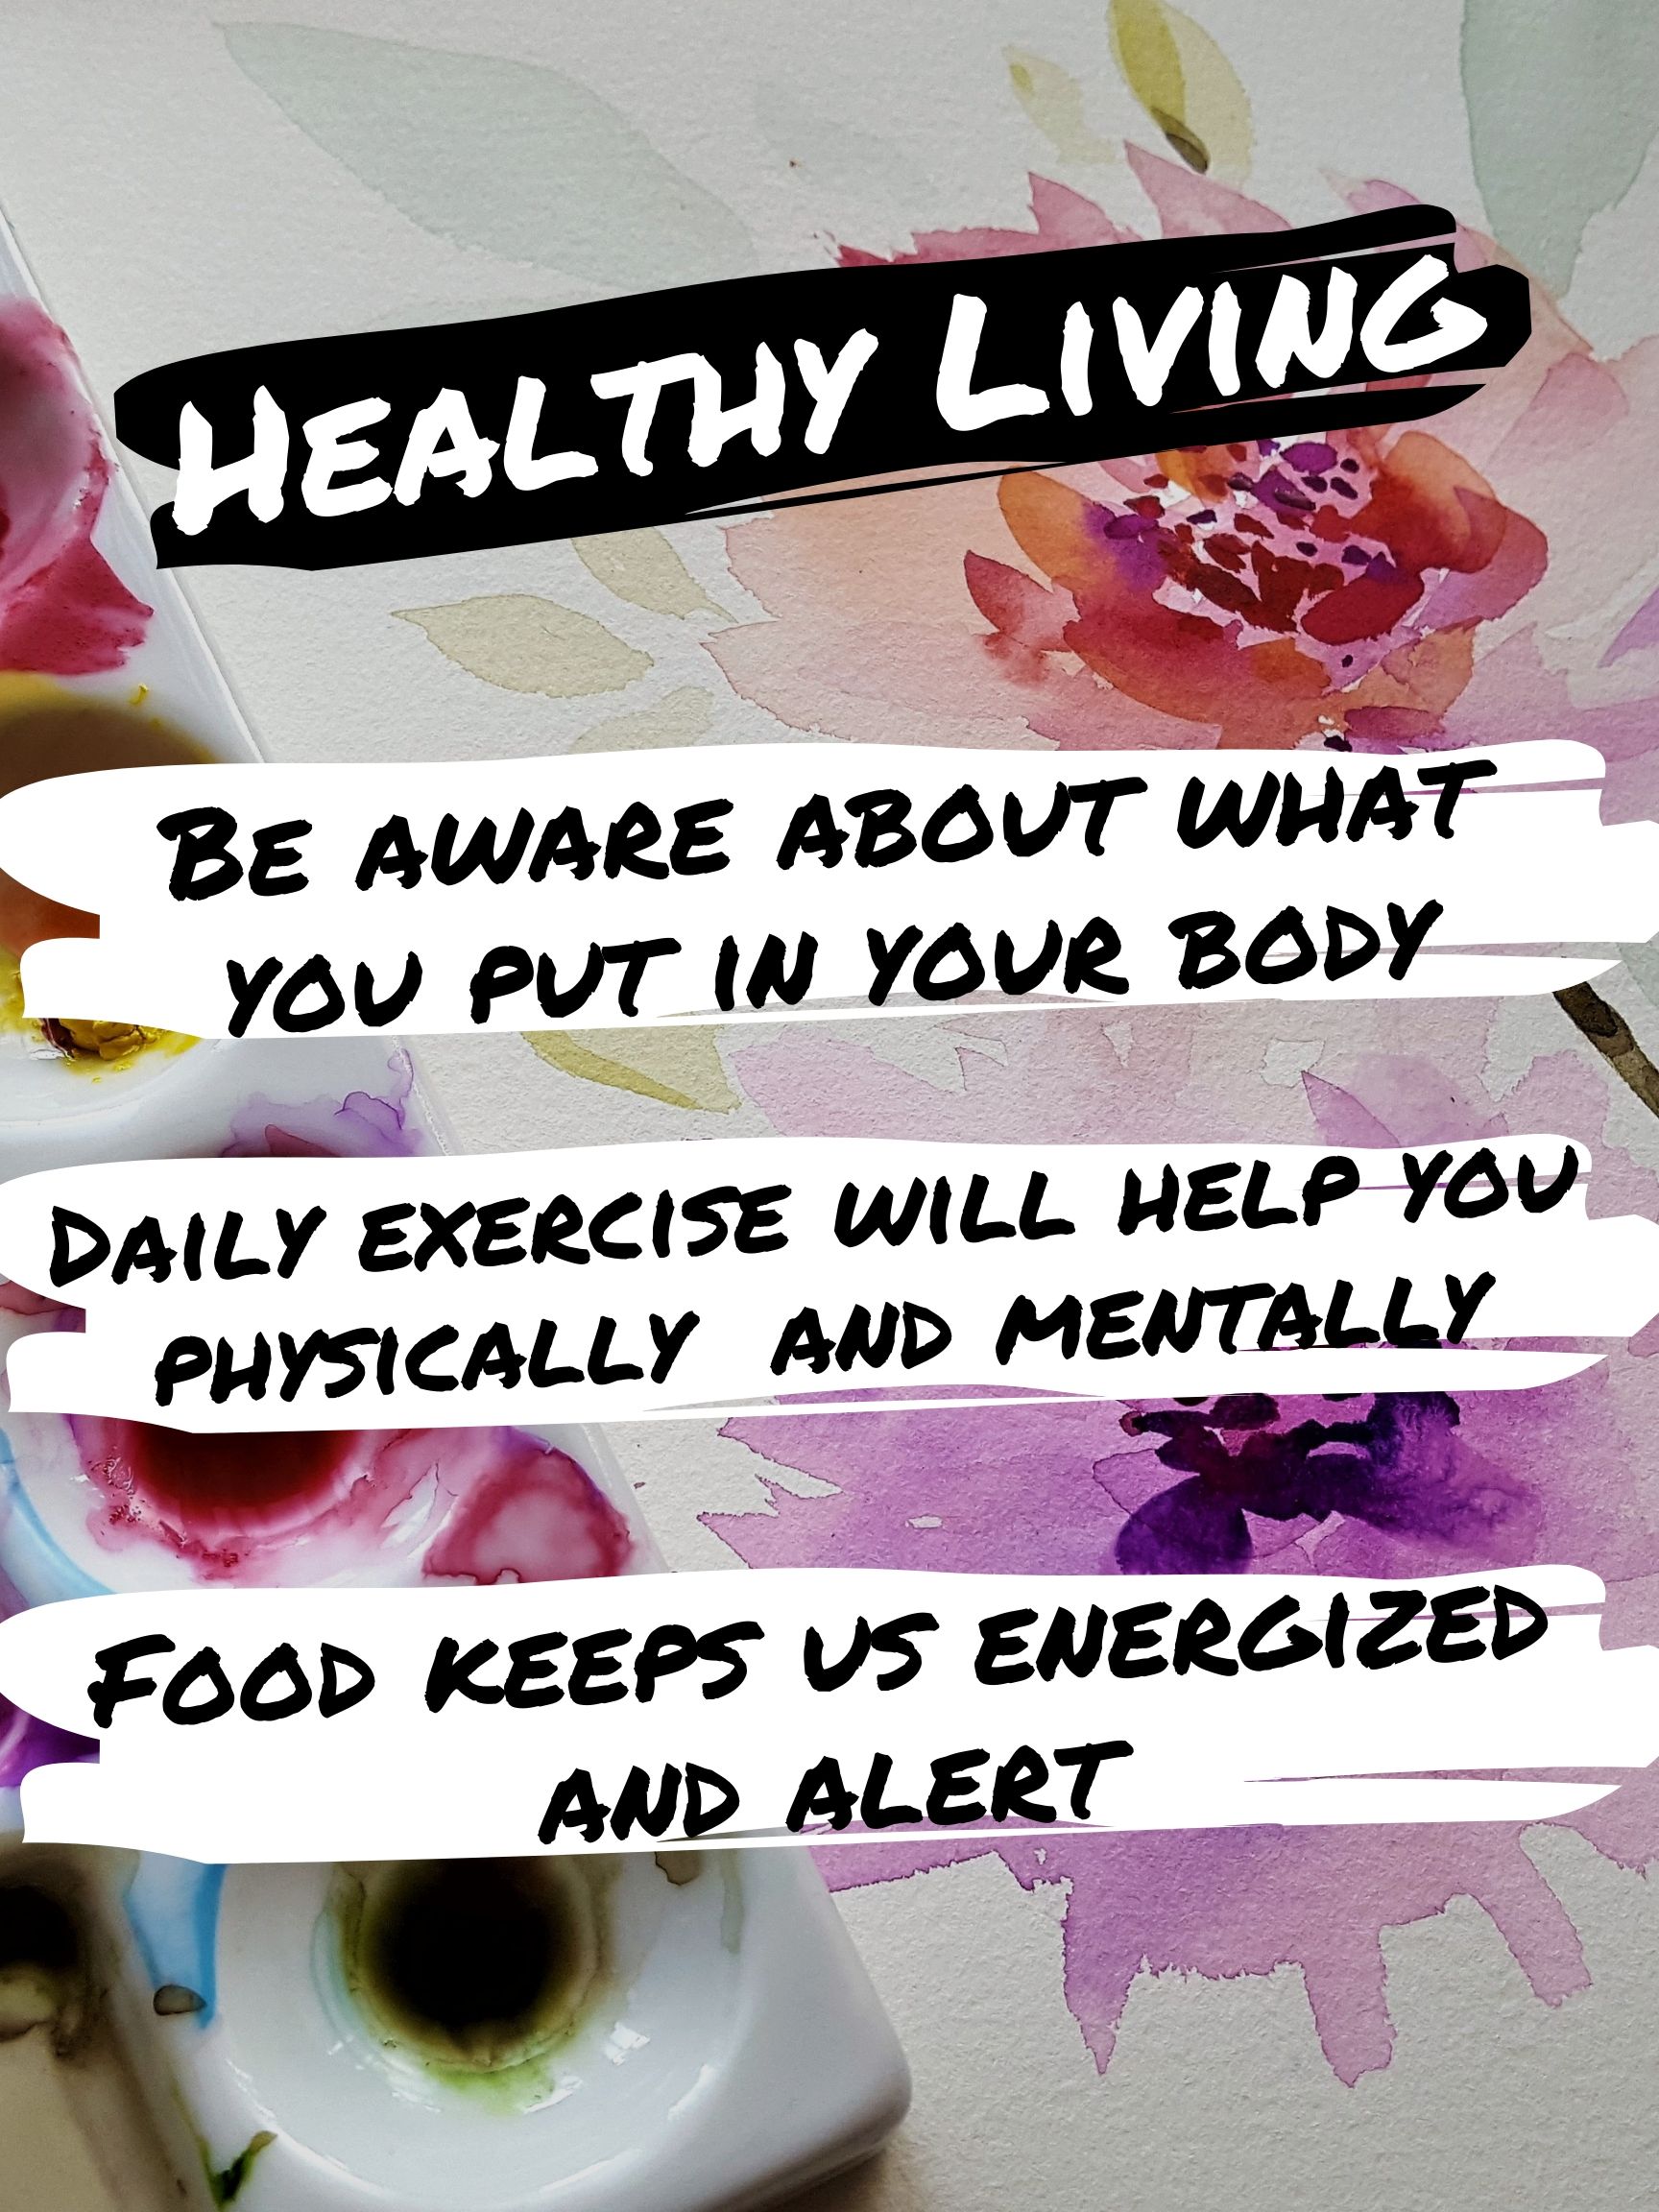 Healthy Living
Be aware about what
you put in your body
Daily exercise will help you
physically and mentally
Food keeps us energized
and alert